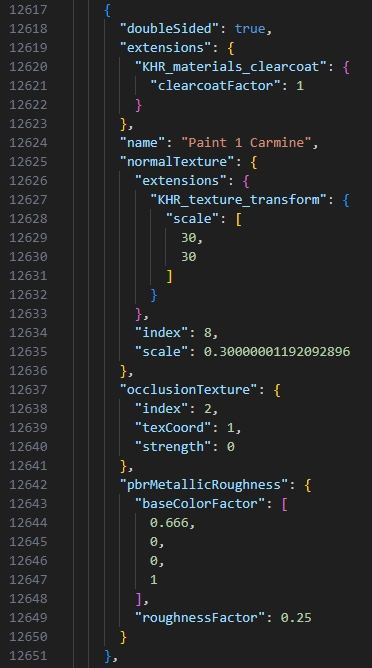 12617 {
12618 "doubleSided": true,
12619 "extensions": {
12620 "KHR_materials_clearcoat": {
12621 "clearcoatFactor": 1
12622 }
12623 },
12624 "name": "Paint 1 Carmine",
12625 "normalTexture": {
12626 "extensions": {
12627 "KHR_texture_transform": {
12628 "scale": [
12629 30,
12630 30
12631 ]
12632 }
12633 },
12634 "index": 8,
12635 "scale": 0.30000001192092896
12636 },
12637 "occlusionTexture": {
12638 "index": 2,
12639 "texCoord": 1,
12640 "strength": 0
12641 },
12642 "pbrMetallicRoughness": {
12643 "baseColorFactor": [
12644 0.666,
12645 0,
12646 0,
12647 1
12648 ],
12649 "roughnessFactor": 0.25
12650 }
12651 },